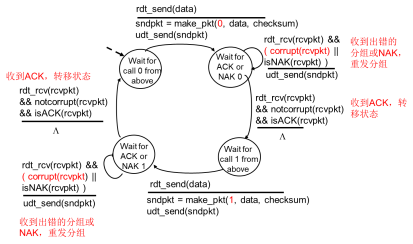 rdt_send(data)
sndpkt = make_pkt(0, data, checksum)
udt_send(sndpkt)
Wait for
call 0 from
above
Wait for
ACK or
NAK 0
rdt_rcv(rcvpkt) &&
( corrupt(rcvpkt) ||
isNAK(rcvpkt) )
udt_send(sndpkt)
收到出错的
分组或NAK,
重发分组
收到ACK,转移状态
rdt_rcv(rcvpkt)
&& notcorrupt(rcvpkt)
&& isACK(rcvpkt)
Λ
rdt_rcv(rcvpkt)
&& notcorrupt(rcvpkt)
&& isACK(rcvpkt)
Λ
收到ACK,转
移状态
Wait for
ACK or
NAK 1
Wait for
call 1 from
above
rdt_rcv(rcvpkt) &&
( corrupt(rcvpkt) ||
isNAK(rcvpkt) )
udt_send(sndpkt)
收到出错的分组或
NAK,重发分组
rdt_send(data)
sndpkt = make_pkt(1, data, checksum)
udt_send(sndpkt)